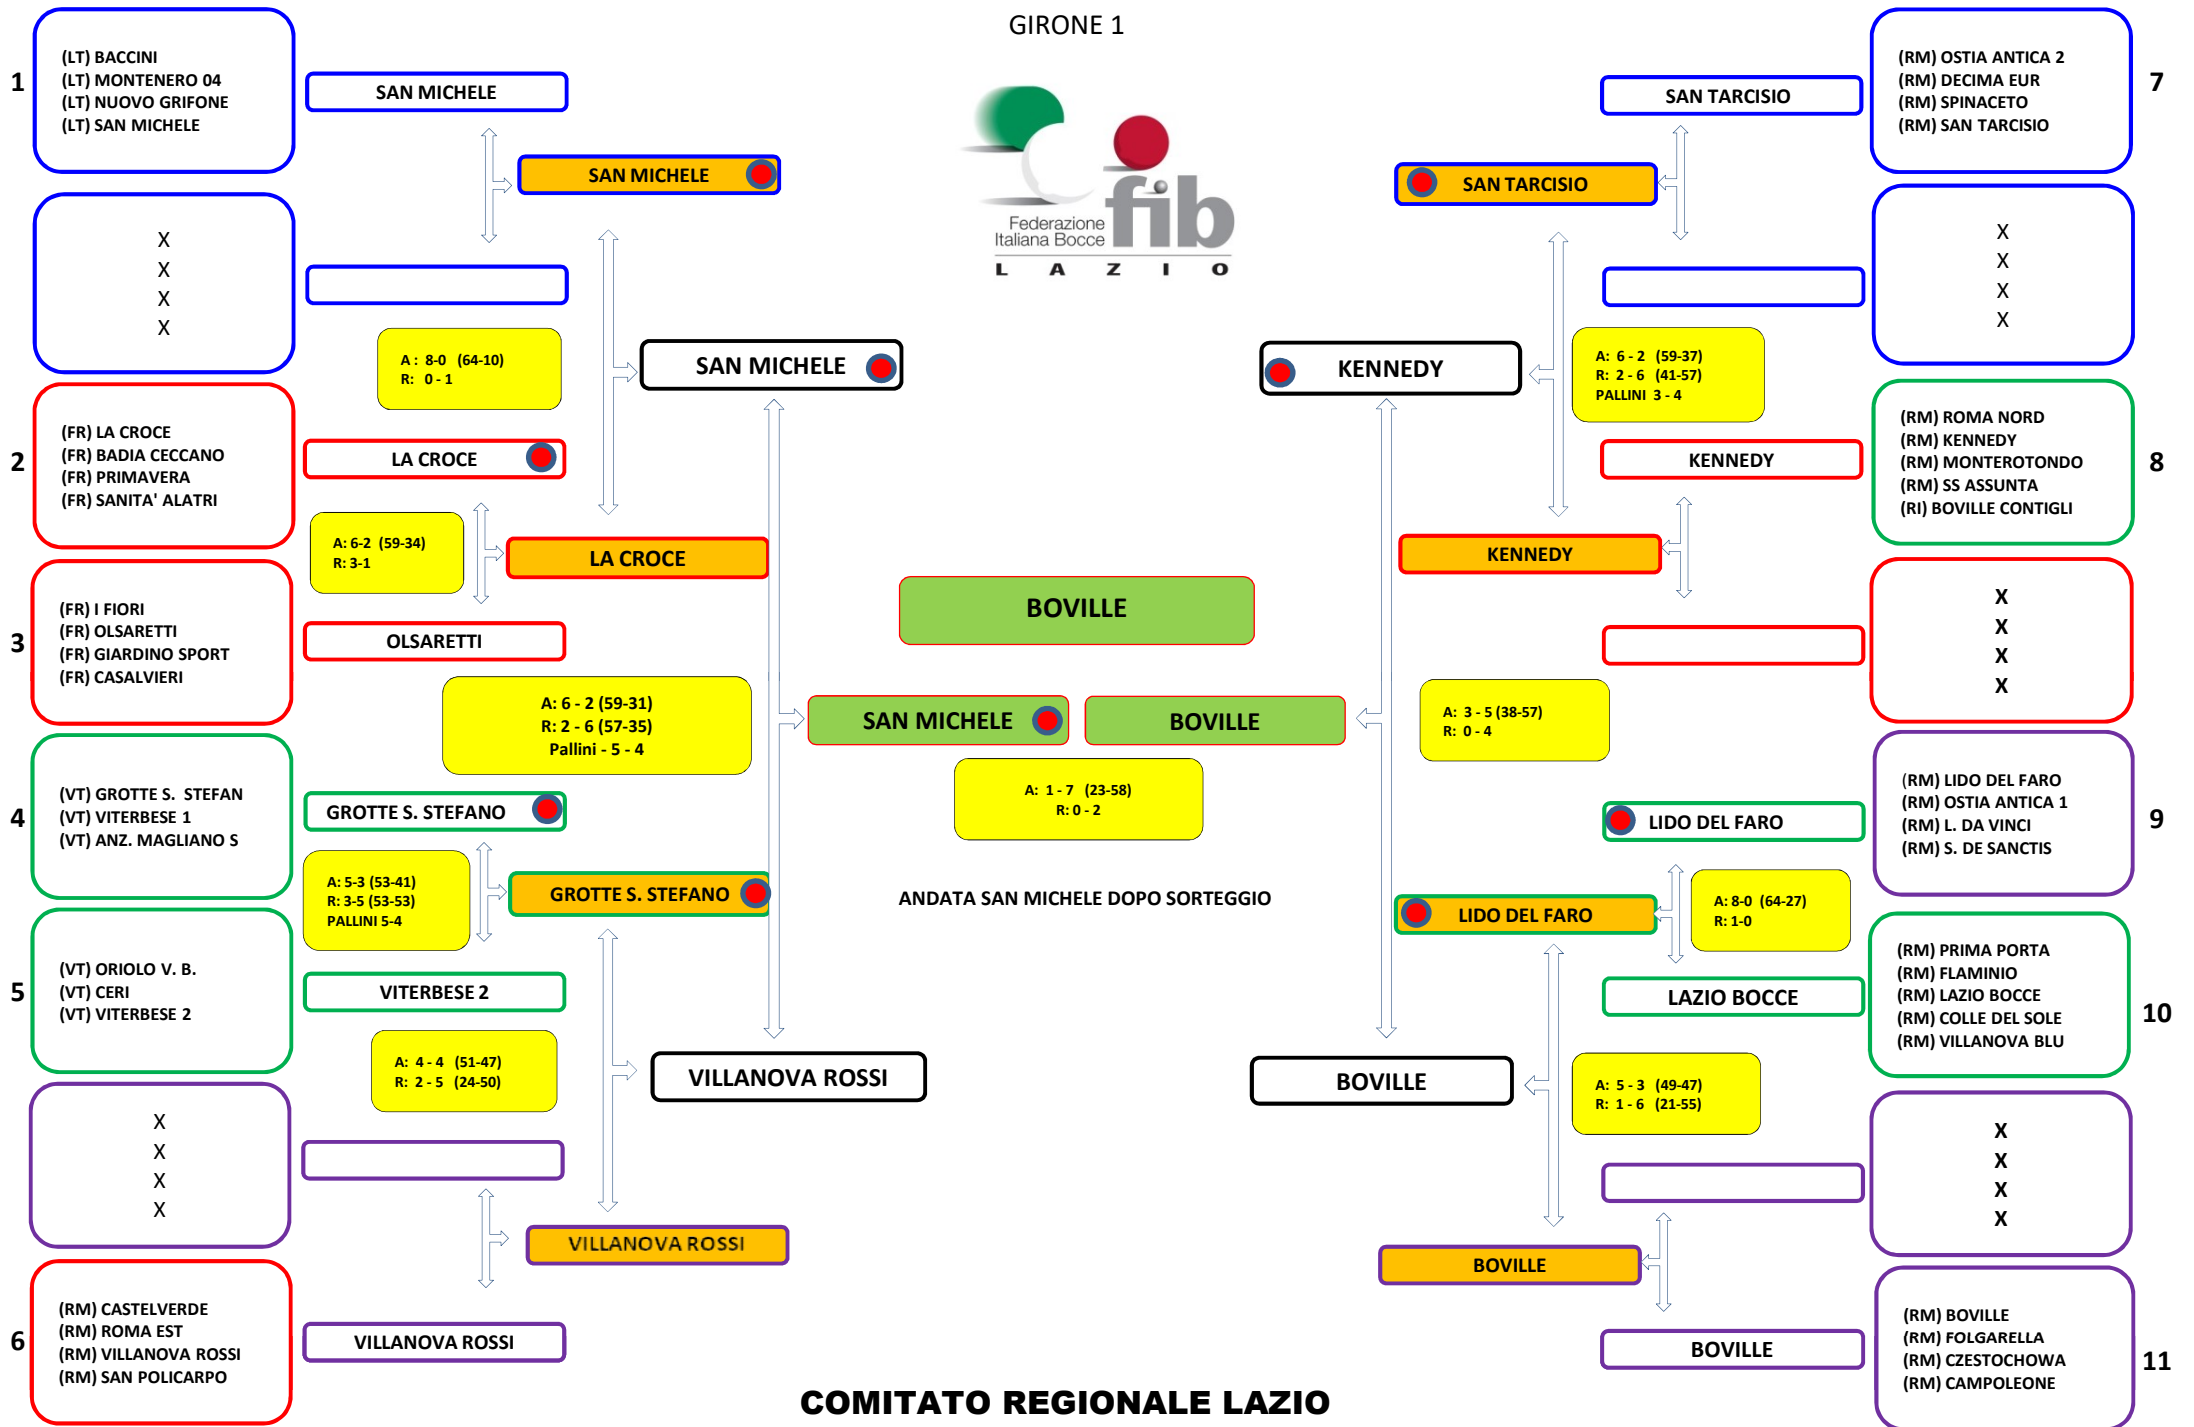 GIRONE 1
Federazione
Italiana Bocce
fib
LAZIO
1
(LT) BACCINI
(LT) MONTENERO 04
(LT) NUOVO GRIFONE
(LT) SAN MICHELE
SAN MICHELE
SAN MICHELE
X
X
X
X
A : 8-0 (64-10)
R: 0 - 1
SAN MICHELE
2
(FR) LA CROCE
(FR) BADIA CECCANO
(FR) PRIMAVERA
(FR) SANITA' ALATRI
LA CROCE
A: 6-2 (59-34)
R: 3-1
LA CROCE
3
(FR) I FIORI
(FR) OLSARETTI
(FR) GIARDINO SPORT
(FR) CASALVIERI
OLSARETTI
A: 6 - 2 (59-31)
R: 2 - 6 (57-35)
Pallini - 5 - 4
4
(VT) GROTTE S. STEFAN
(VT) VITERBESE 1
(VT) ANZ. MAGLIANO S
GROTTE S. STEFANO
A: 5-3 (53-41)
R: 3-5 (53-53)
PALLINI 5-4
GROTTE S. STEFANO
5
(VT) ORIOLO V. B.
(VT) CERI
(VT) VITERBESE 2
VITERBESE 2
A: 4 - 4 (51-47)
R: 2 - 5 (24-50)
VILLANOVA ROSSI
X
X
X
X
VILLANOVA ROSSI
6
(RM) CASTELVERDE
(RM) ROMA EST
(RM) VILLANOVA ROSSI
(RM) SAN POLICARPO
VILLANOVA ROSSI
BOVILLE
SAN MICHELE
BOVILLE
A: 1 - 7 (23-58)
R: 0 - 2
ANDATA SAN MICHELE DOPO SORTEGGIO
SAN TARCISIO
(RM) OSTIA ANTICA 2
(RM) DECIMA EUR
(RM) SPINACETO
(RM) SAN TARCISIO
7
SAN TARCISIO
X
X
X
X
KENNEDY
A: 6 - 2 (59-37)
R: 2 - 6 (41-57)
PALLINI 3 - 4
(RM) ROMA NORD
(RM) KENNEDY
(RM) MONTEROTONDO
(RM) SS ASSUNTA
(RI) BOVILLE CONTIGLI
8
KENNEDY
KENNEDY
X
X
X
X
A: 3 - 5 (38-57)
R: 0 - 4
(RM) LIDO DEL FARO
(RM) OSTIA ANTICA 1
(RM) L. DA VINCI
(RM) S. DE SANCTIS
9
LIDO DEL FARO
LIDO DEL FARO
A: 8-0 (64-27)
R: 1-0
LAZIO BOCCE
(RM) PRIMA PORTA
(RM) FLAMINIO
(RM) LAZIO BOCCE
(RM) COLLE DEL SOLE
(RM) VILLANOVA BLU
10
BOVILLE
A: 5 - 3 (49-47)
R: 1 - 6 (21-55)
X
X
X
X
BOVILLE
BOVILLE
(RM) BOVILLE
(RM) FOLGARELLA
(RM) CZESTOCHOWA
(RM) CAMPOLEONE
11
COMITATO REGIONALE LAZIO